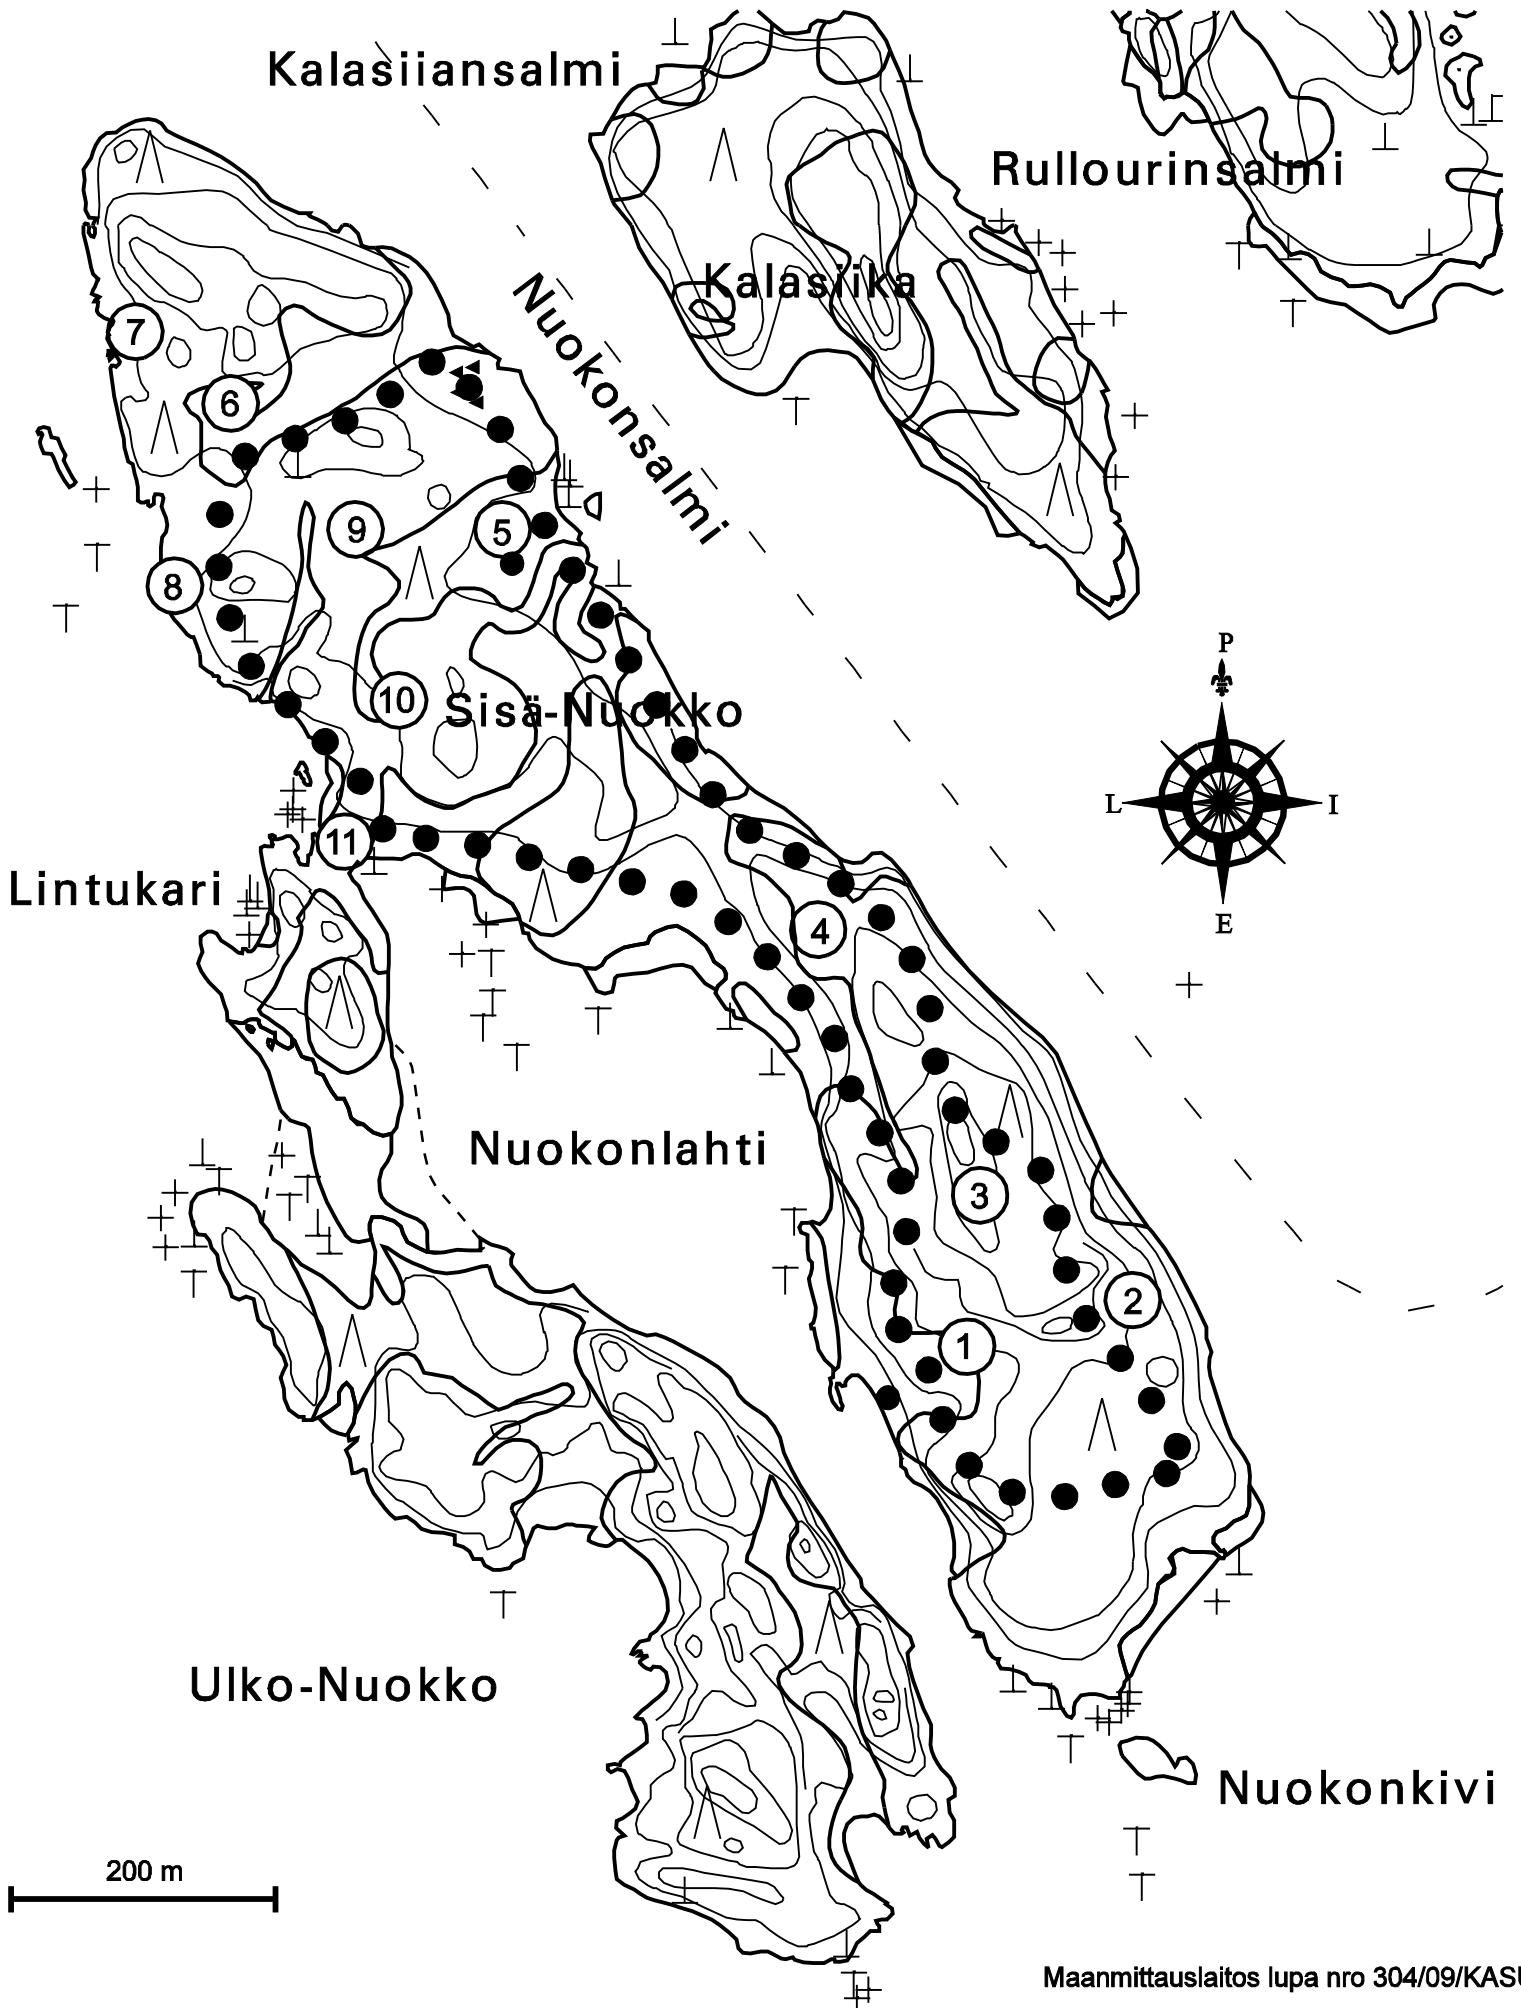 Kalasiiansalmi
Rullourinsalmi
Kalasiika
Nuokonsalmi
7
6
9
5
8
10
Sisä-Nuokko
P
L
I
E
11
Lintukari
4
Nuokonlahti
3
2
1
Ulko-Nuokko
Nuokonkivi
200 m
Maanmittauslaitos lupa nro 304/09/KASU